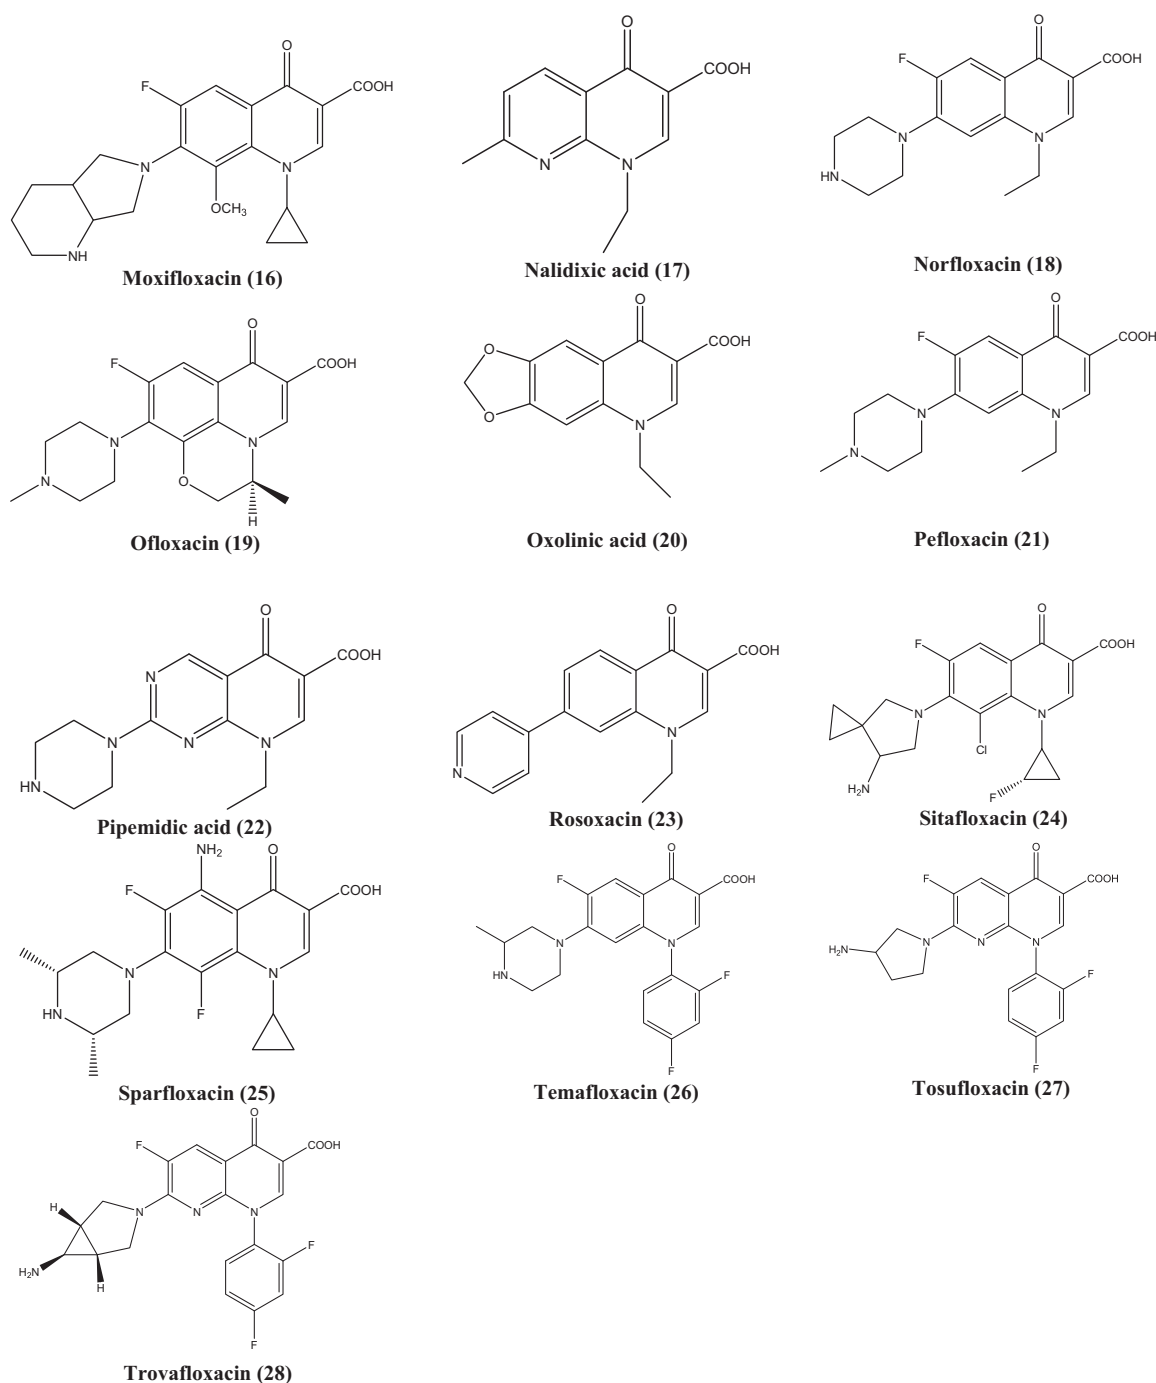 O
F
COOH
N
N
OCH₃
NH
Moxifloxacin (16)
O
COOH
N
N
Nalidixic acid (17)
O
F
COOH
N
N
HN
Norfloxacin (18)
O
F
COOH
N
N
N
O
H
Ofloxacin (19)
O
O
COOH
O
N
Oxolinic acid (20)
O
F
COOH
N
N
N
Pefloxacin (21)
O
COOH
N
N
N
N
HN
Pipemidic acid (22)
O
COOH
N
N
Rosoxacin (23)
O
F
COOH
N
N
Cl
H₂N
F
Sitafloxacin (24)
NH₂
O
F
COOH
N
N
HN
F
Sparfloxacin (25)
O
F
COOH
N
N
HN
F
F
Temafloxacin (26)
O
F
COOH
N
N
N
H₂N
F
F
Tosufloxacin (27)
O
F
COOH
H
N
N
N
H₂N
H
F
F
Trovafloxacin (28)